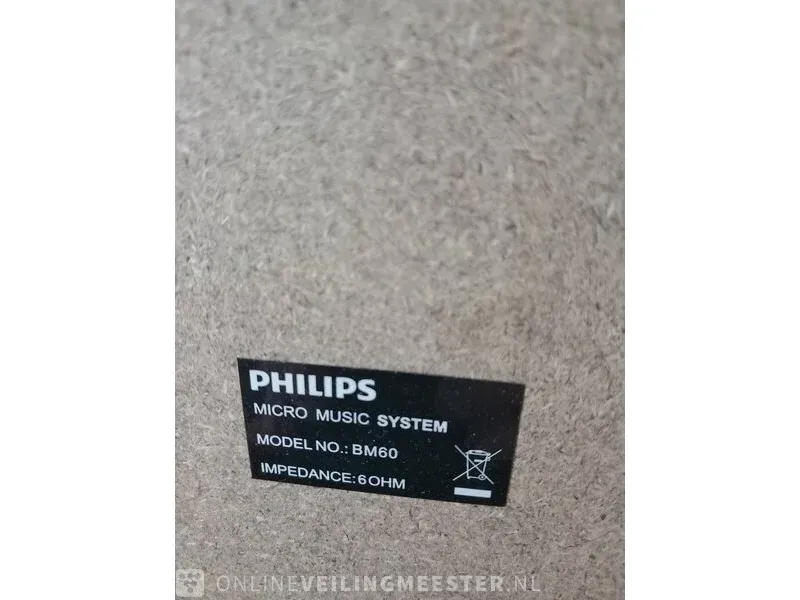 PHILIPS
MICRO MUSIC SYSTEM
MODEL NO.: BM60
IMPEDANCE:6OHM
ONLINEVEILINGMEESTER.NL